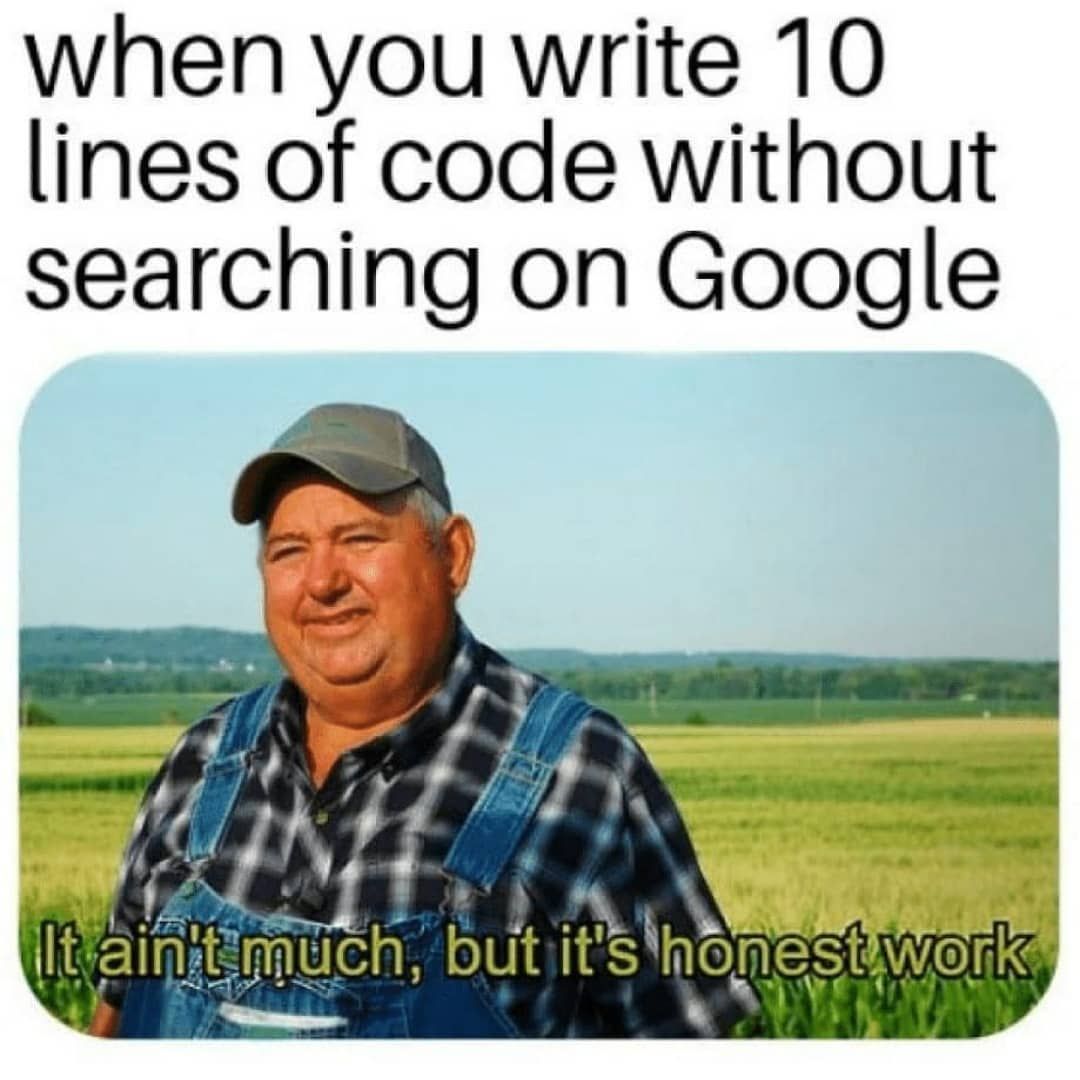 when you write 10
lines of code without
searching on Google
It ain't much, but it's honest work